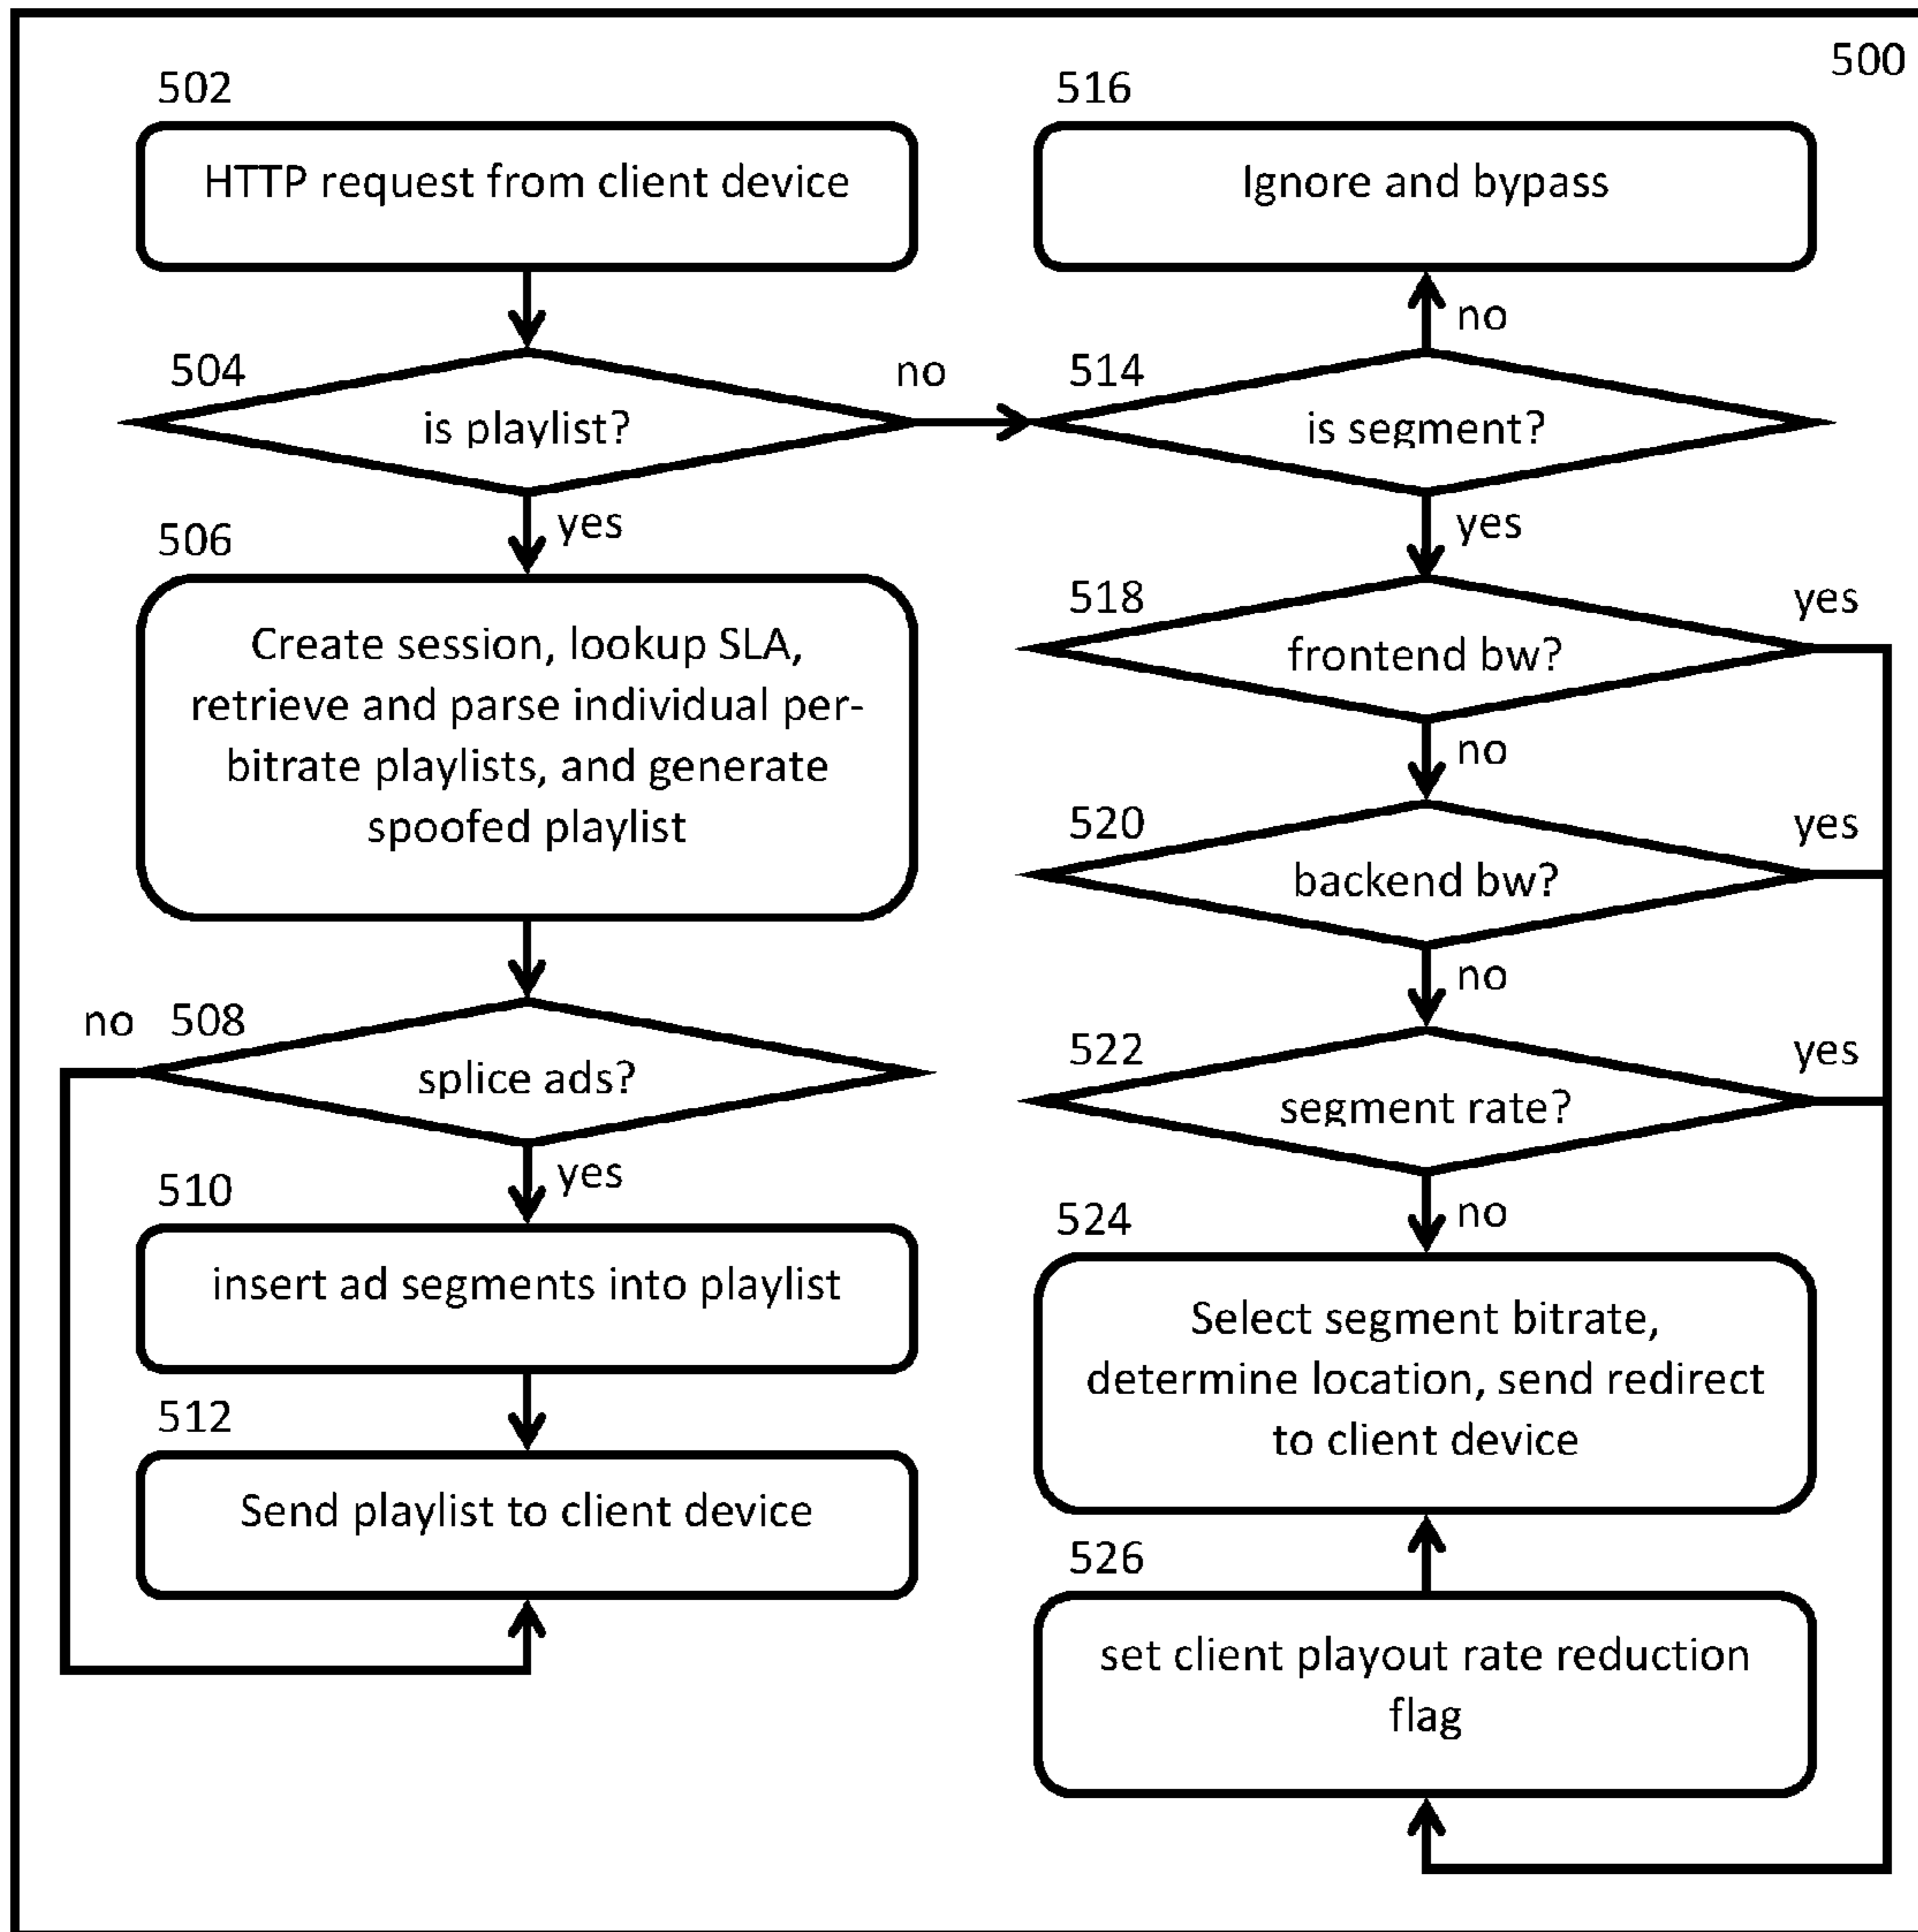 500
502
HTTP request from client device
504
is playlist?
no
yes
506
Create session, lookup SLA,
retrieve and parse individual per-
bitrate playlists, and generate
spoofed playlist
no
508
splice ads?
yes
510
insert ad segments into playlist
512
Send playlist to client device
516
Ignore and bypass
no
514
is segment?
yes
518
frontend bw?
yes
no
520
backend bw?
yes
no
522
segment rate?
yes
no
524
Select segment bitrate,
determine location, send redirect
to client device
526
set client playout rate reduction
flag